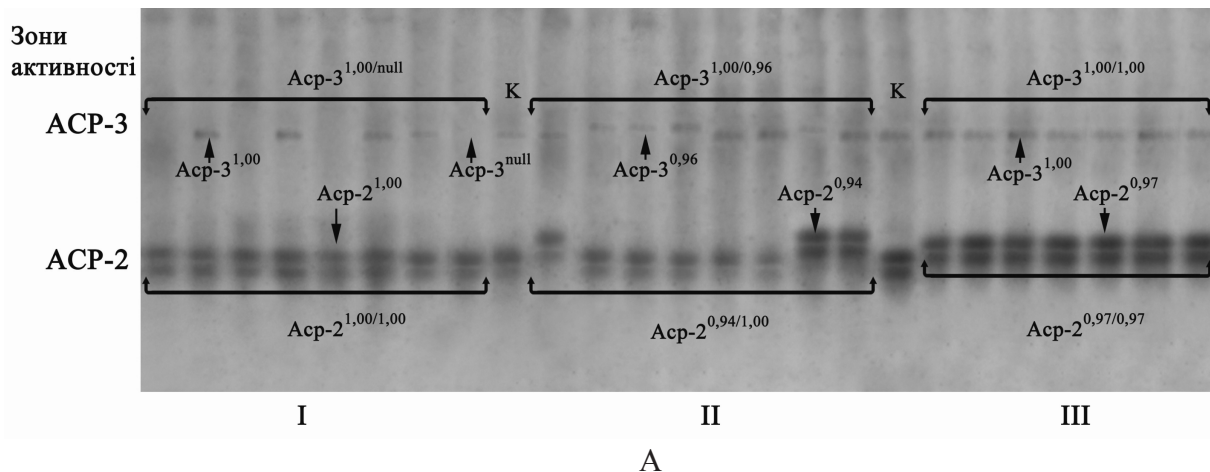 Зони
активності
Acp-3^1,00/null
K
Acp-3^1,00/0,96
K
Acp-3^1,00/1,00
ACP-3
Acp-3^1,00
Acp-3^null
Acp-3^0,96
Acp-3^1,00
Acp-2^1,00
Acp-2^0,94
Acp-2^0,97
ACP-2
Acp-2^1,00/1,00
Acp-2^0,94/1,00
Acp-2^0,97/0,97
I
II
III
A